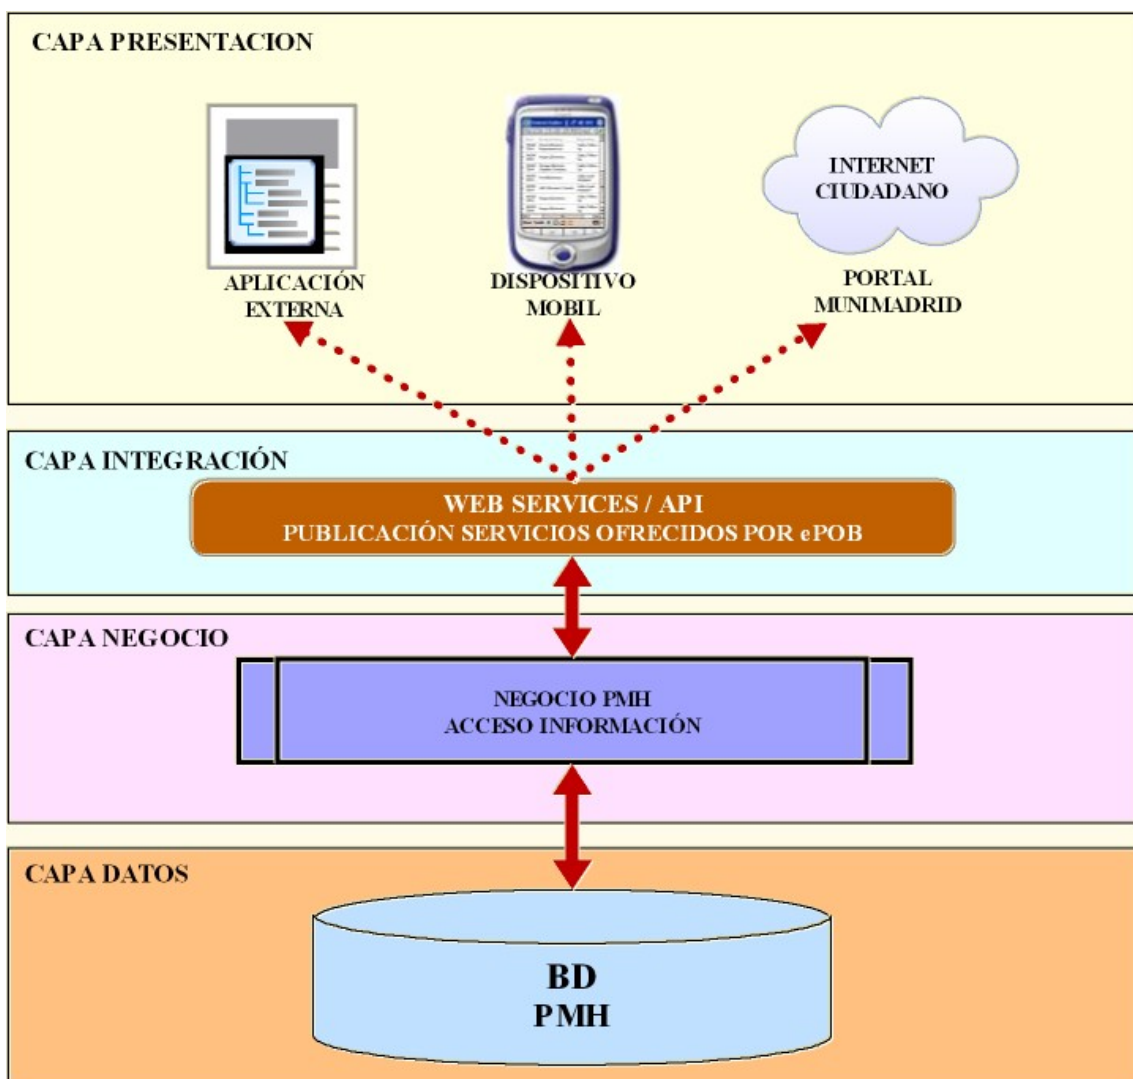 CAPA PRESENTACION
INTERNET
CIUDADANO
APLICACIÓN
EXTERNA
DISPOSITIVO
MOBIL
PORTAL
MUNIMADRID
CAPA INTEGRACIÓN
WEB SERVICES / API
PUBLICACIÓN SERVICIOS OFRECIDOS POR ePOB
CAPA NEGOCIO
NEGOCIO PMH
ACCESO INFORMACIÓN
CAPA DATOS
BD
PMH